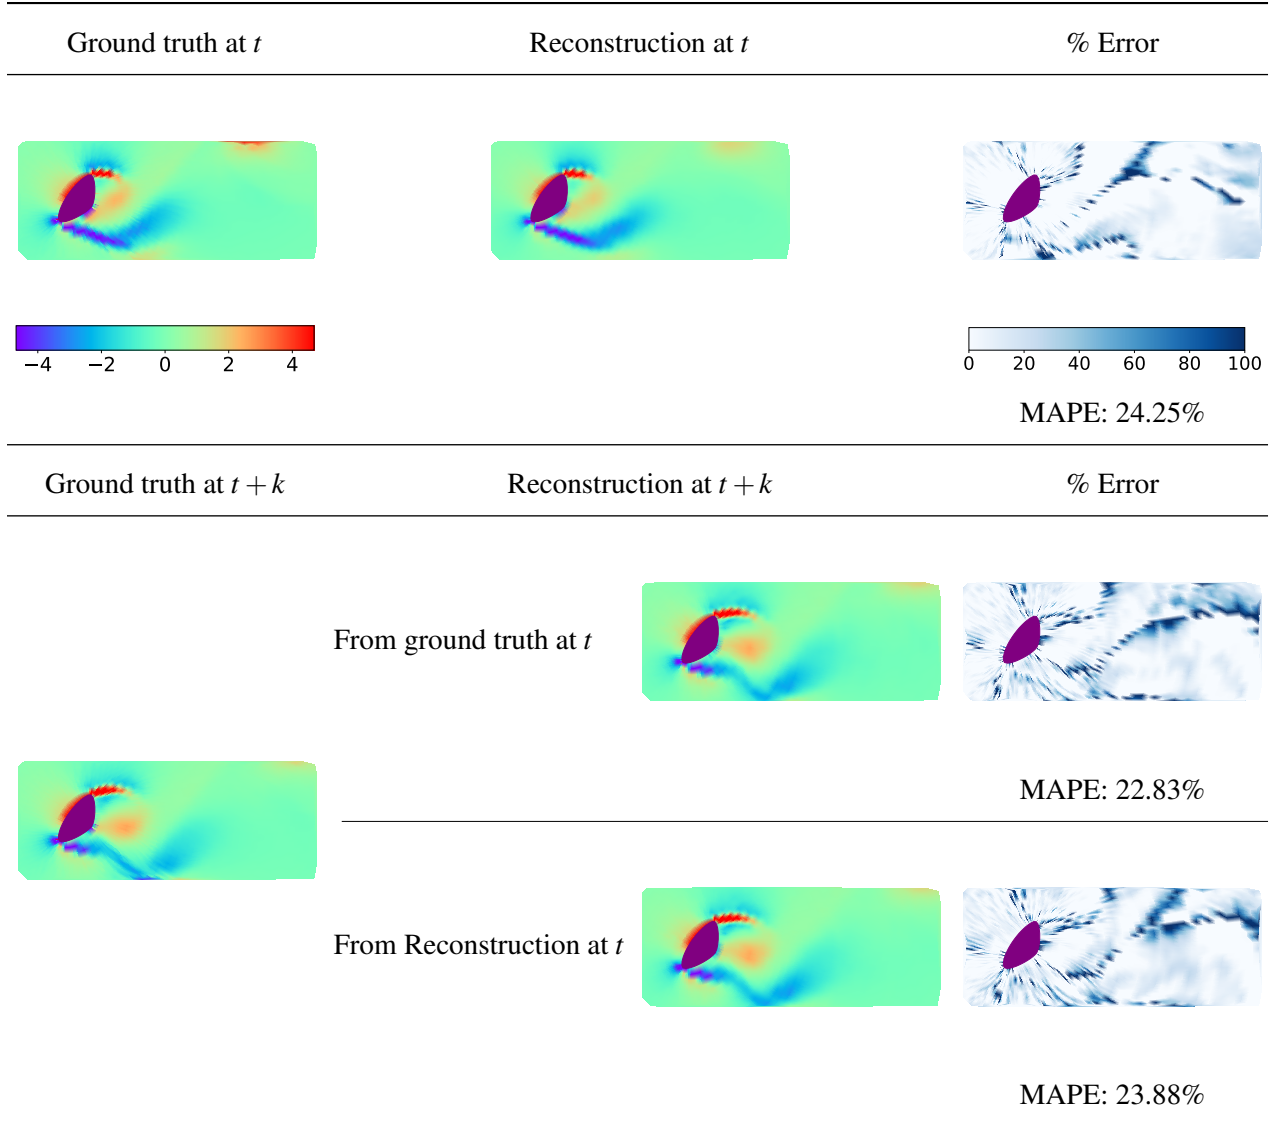 Ground truth at t
Reconstruction at t
% Error
−4 −2 0 2 4
0 20 40 60 80 100
MAPE: 24.25%
Ground truth at t + k
Reconstruction at t + k
% Error
From ground truth at t
MAPE: 22.83%
From Reconstruction at t
MAPE: 23.88%